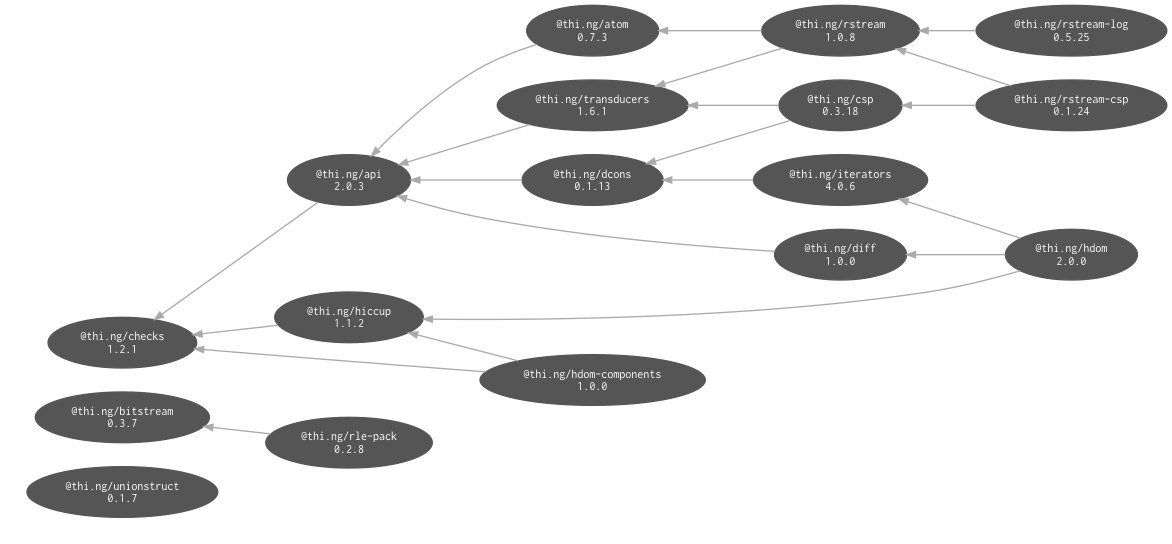 @thi.ng/atom
0.7.3
@thi.ng/rstream
1.0.8
@thi.ng/rstream-log
0.5.25
@thi.ng/transducers
1.6.1
@thi.ng/csp
0.3.18
@thi.ng/rstream-csp
0.1.24
@thi.ng/api
2.0.3
@thi.ng/dcons
0.1.13
@thi.ng/iterators
4.0.6
@thi.ng/diff
1.0.0
@thi.ng/hdom
2.0.0
@thi.ng/hiccup
1.1.2
@thi.ng/checks
1.2.1
@thi.ng/hdom-components
1.0.0
@thi.ng/bitstream
0.3.7
@thi.ng/rle-pack
0.2.8
@thi.ng/unionstruct
0.1.7